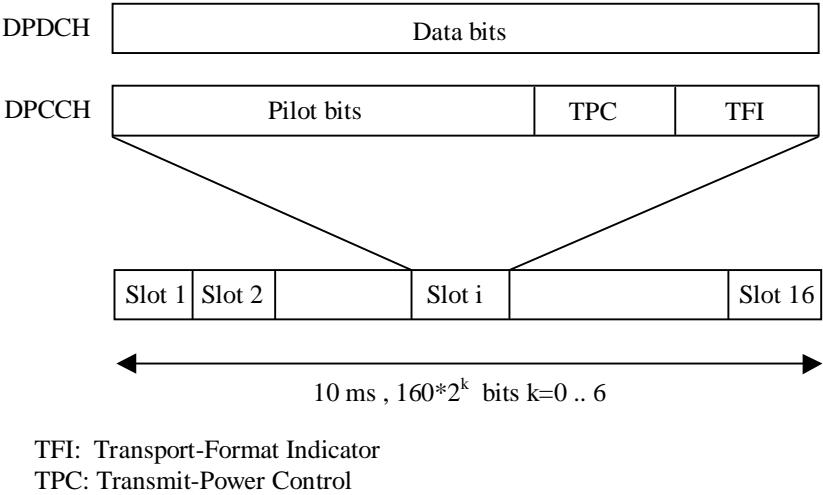 DPDCH Data bits
DPCCH Pilot bits TPC TFI
Slot 1 Slot 2 Slot i Slot 16
10 ms , 160*2^k bits k=0 .. 6
TFI: Transport-Format Indicator
TPC: Transmit-Power Control